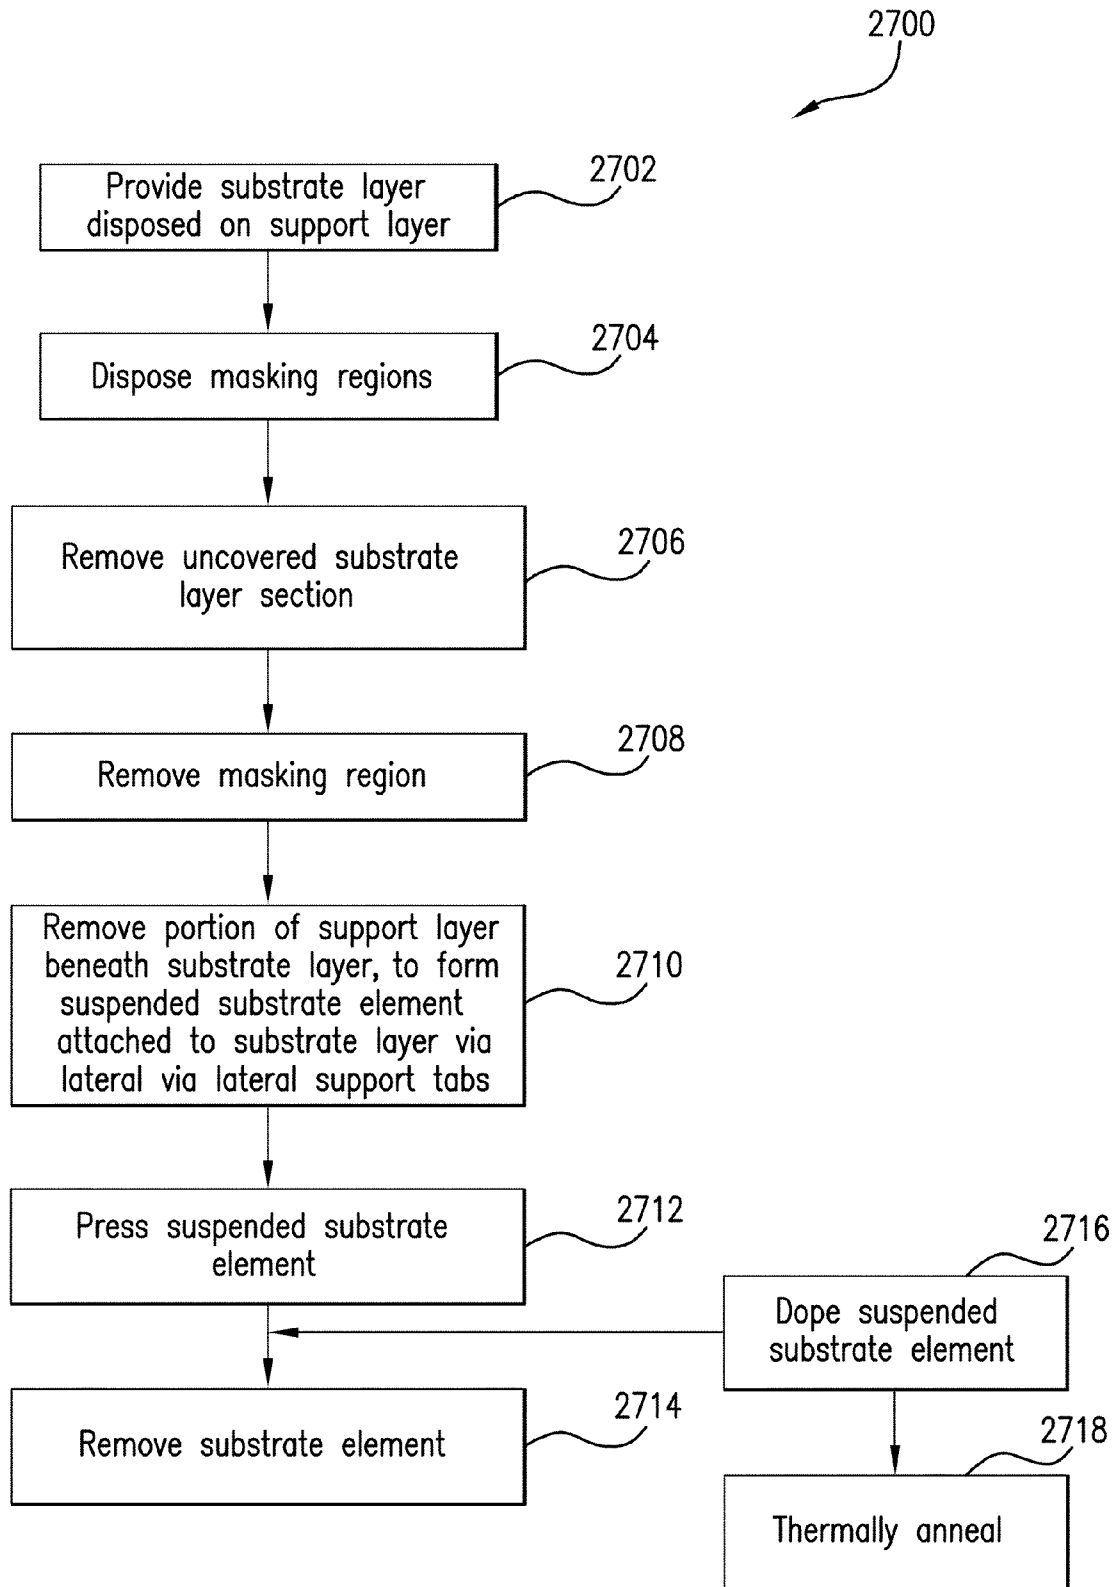 2700
Provide substrate layer
disposed on support layer
2702
Dispose masking regions
2704
Remove uncovered substrate
layer section
2706
Remove masking region
2708
Remove portion of support layer
beneath substrate layer, to form
suspended substrate element
attached to substrate layer via
lateral via lateral support tabs
2710
Press suspended substrate
element
2712
Dope suspended
substrate element
2716
Remove substrate element
2714
Thermally anneal
2718